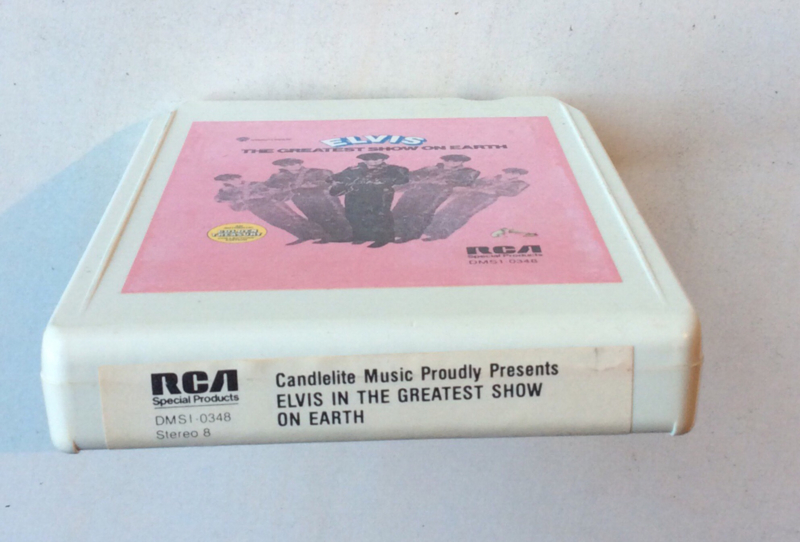 ELVIS
THE GREATEST SHOW ON EARTH
RCA
Special Products
DMS1-0348
RCA
Special Products
DMS1-0348
Stereo 8
Candlelite Music Proudly Presents
ELVIS IN THE GREATEST SHOW
ON EARTH